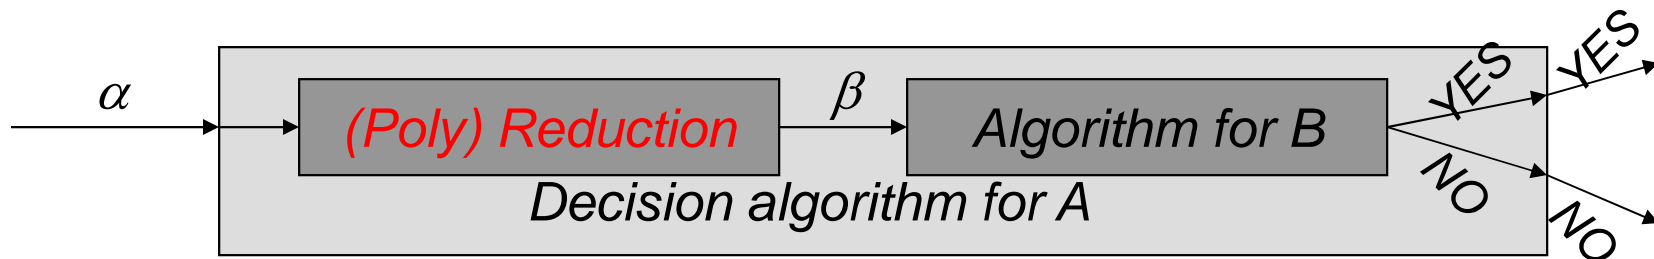 α
(Poly) Reduction
β
Algorithm for B
YES
YES
NO
NO
Decision algorithm for A